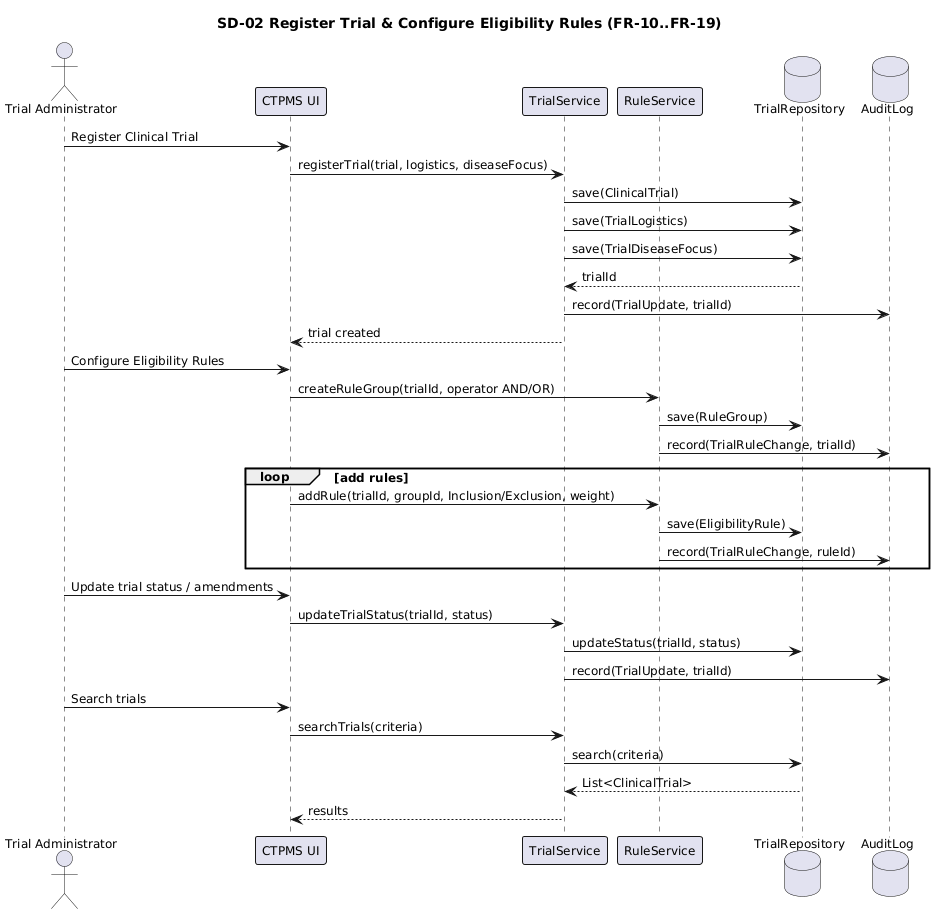 SD-02 Register Trial & Configure Eligibility Rules (FR-10..FR-19)
Trial Administrator
CTPMS UI
TrialService
RuleService
TrialRepository
AuditLog
Register Clinical Trial
registerTrial(trial, logistics, diseaseFocus)
save(ClinicalTrial)
save(TrialLogistics)
save(TrialDiseaseFocus)
trialId
record(TrialUpdate, trialId)
trial created
Configure Eligibility Rules
createRuleGroup(trialId, operator AND/OR)
save(RuleGroup)
record(TrialRuleChange, trialId)
loop [add rules]
addRule(trialId, groupId, Inclusion/Exclusion, weight)
save(EligibilityRule)
record(TrialRuleChange, ruleId)
Update trial status / amendments
updateTrialStatus(trialId, status)
updateStatus(trialId, status)
record(TrialUpdate, trialId)
Search trials
searchTrials(criteria)
search(criteria)
List<ClinicalTrial>
results
Trial Administrator
CTPMS UI
TrialService
RuleService
TrialRepository
AuditLog